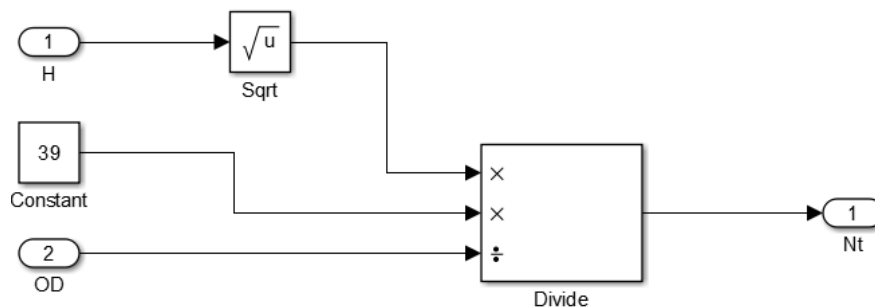 1
H
√u
Sqrt
39
Constant
2
OD
×
×
÷
Divide
1
Nt